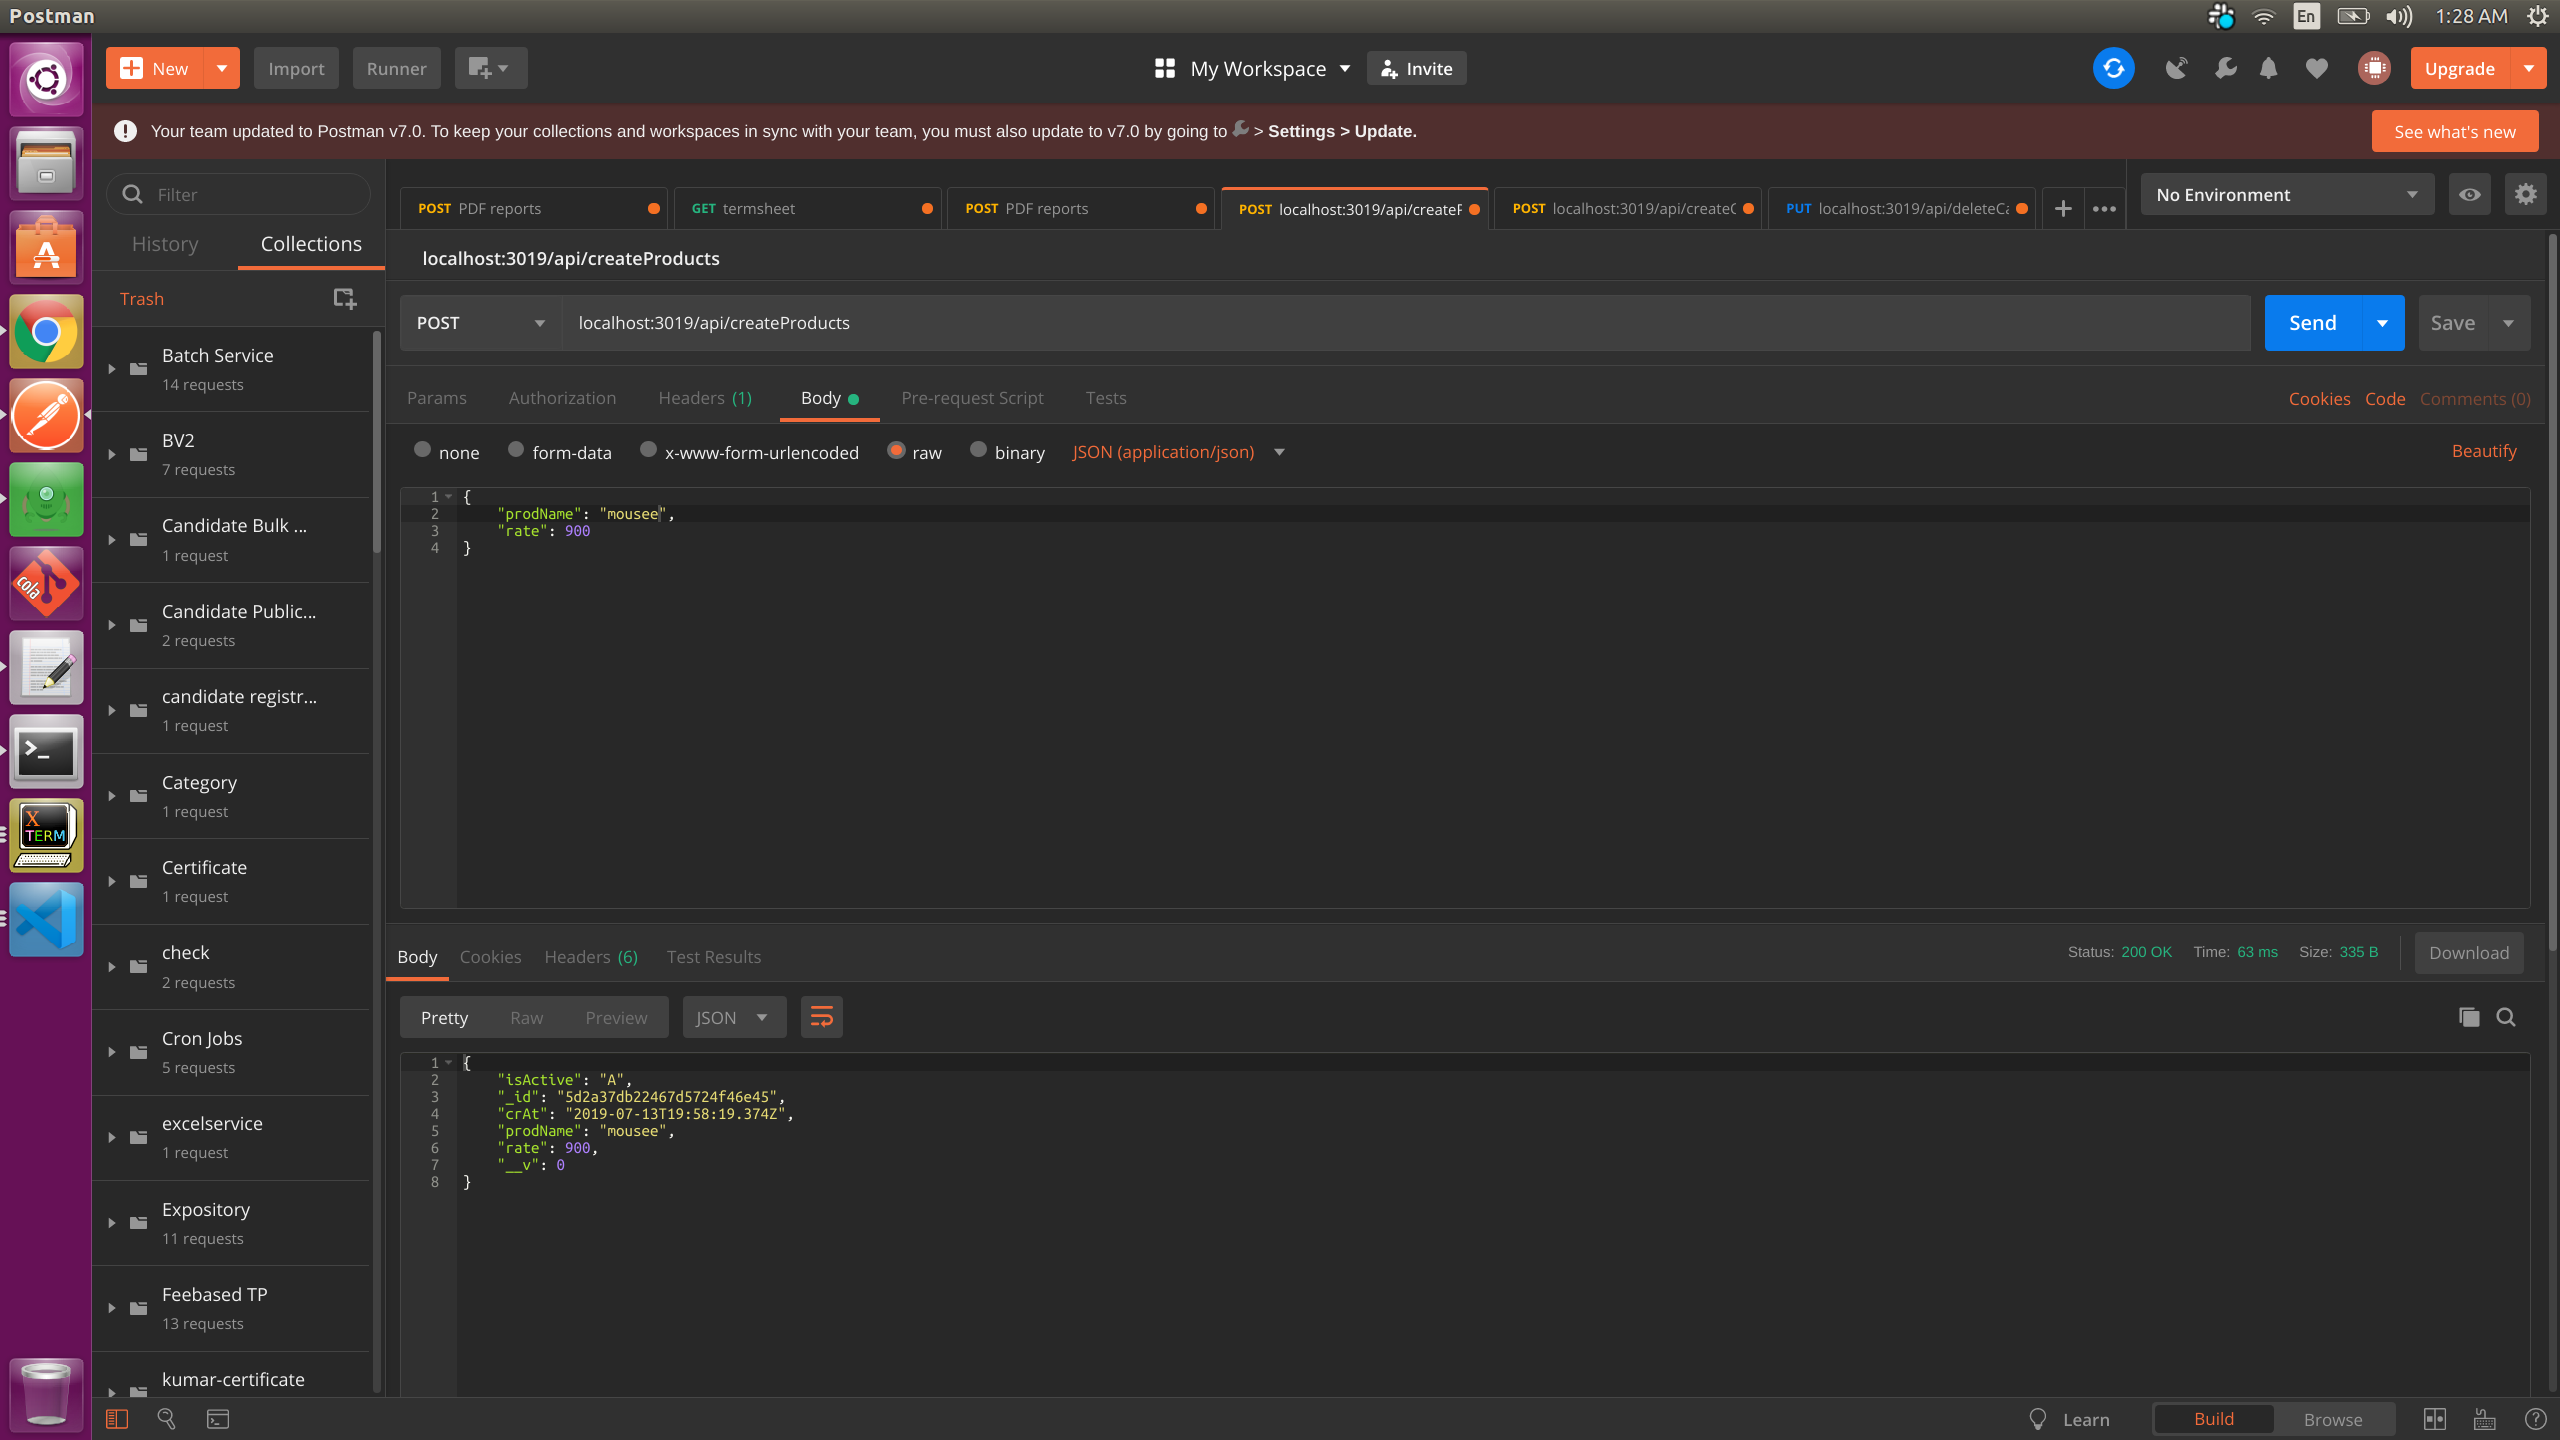 Postman
En
1:28 AM
New
Import
Runner
My Workspace
Invite
Upgrade
Your team updated to Postman v7.0. To keep your collections and workspaces in sync with your team, you must also update to v7.0 by going to > Settings > Update.
See what's new
Filter
History
Collections
Trash
Batch Service
14 requests
BV2
7 requests
Candidate Bulk ...
1 request
Candidate Public...
2 requests
candidate registr...
1 request
Category
1 request
Certificate
1 request
check
2 requests
Cron Jobs
5 requests
excelservice
1 request
Expository
11 requests
Feebased TP
13 requests
kumar-certificate
POST PDF reports
GET termsheet
POST PDF reports
POST localhost:3019/api/createP
POST localhost:3019/api/createC
PUT localhost:3019/api/deleteCa
No Environment
localhost:3019/api/createProducts
POST
localhost:3019/api/createProducts
Send
Save
Params
Authorization
Headers (1)
Body
Pre-request Script
Tests
Cookies
Code
Comments (0)
none
form-data
x-www-form-urlencoded
raw
binary
JSON (application/json)
Beautify
1 {
2 "prodName": "mousee",
3 "rate": 900
4 }
Body
Cookies
Headers (6)
Test Results
Status: 200 OK
Time: 63 ms
Size: 335 B
Download
Pretty
Raw
Preview
JSON
1 {
2 "isActive": "A",
3 "_id": "5d2a37db22467d5724f46e45",
4 "crAt": "2019-07-13T19:58:19.374Z",
5 "prodName": "mousee",
6 "rate": 900,
7 "__v": 0
8 }
cola
X
TERM
Learn
Build
Browse